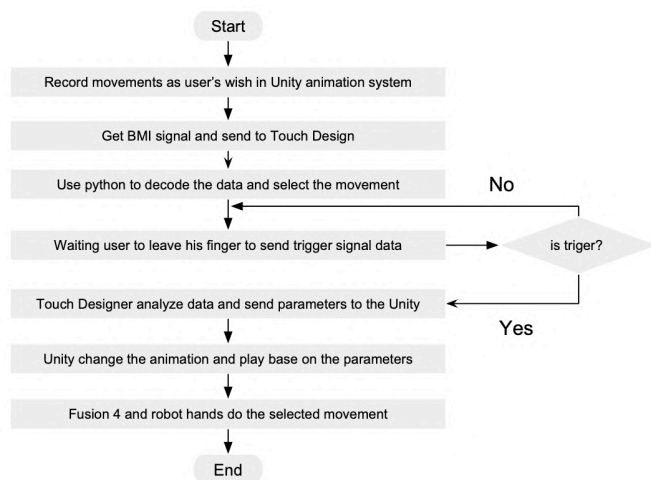 Start
Record movements as user's wish in Unity animation system
Get BMI signal and send to Touch Design
Use python to decode the data and select the movement
No
Waiting user to leave his finger to send trigger signal data
is triger?
Touch Designer analyze data and send parameters to the Unity
Yes
Unity change the animation and play base on the parameters
Fusion 4 and robot hands do the selected movement
End